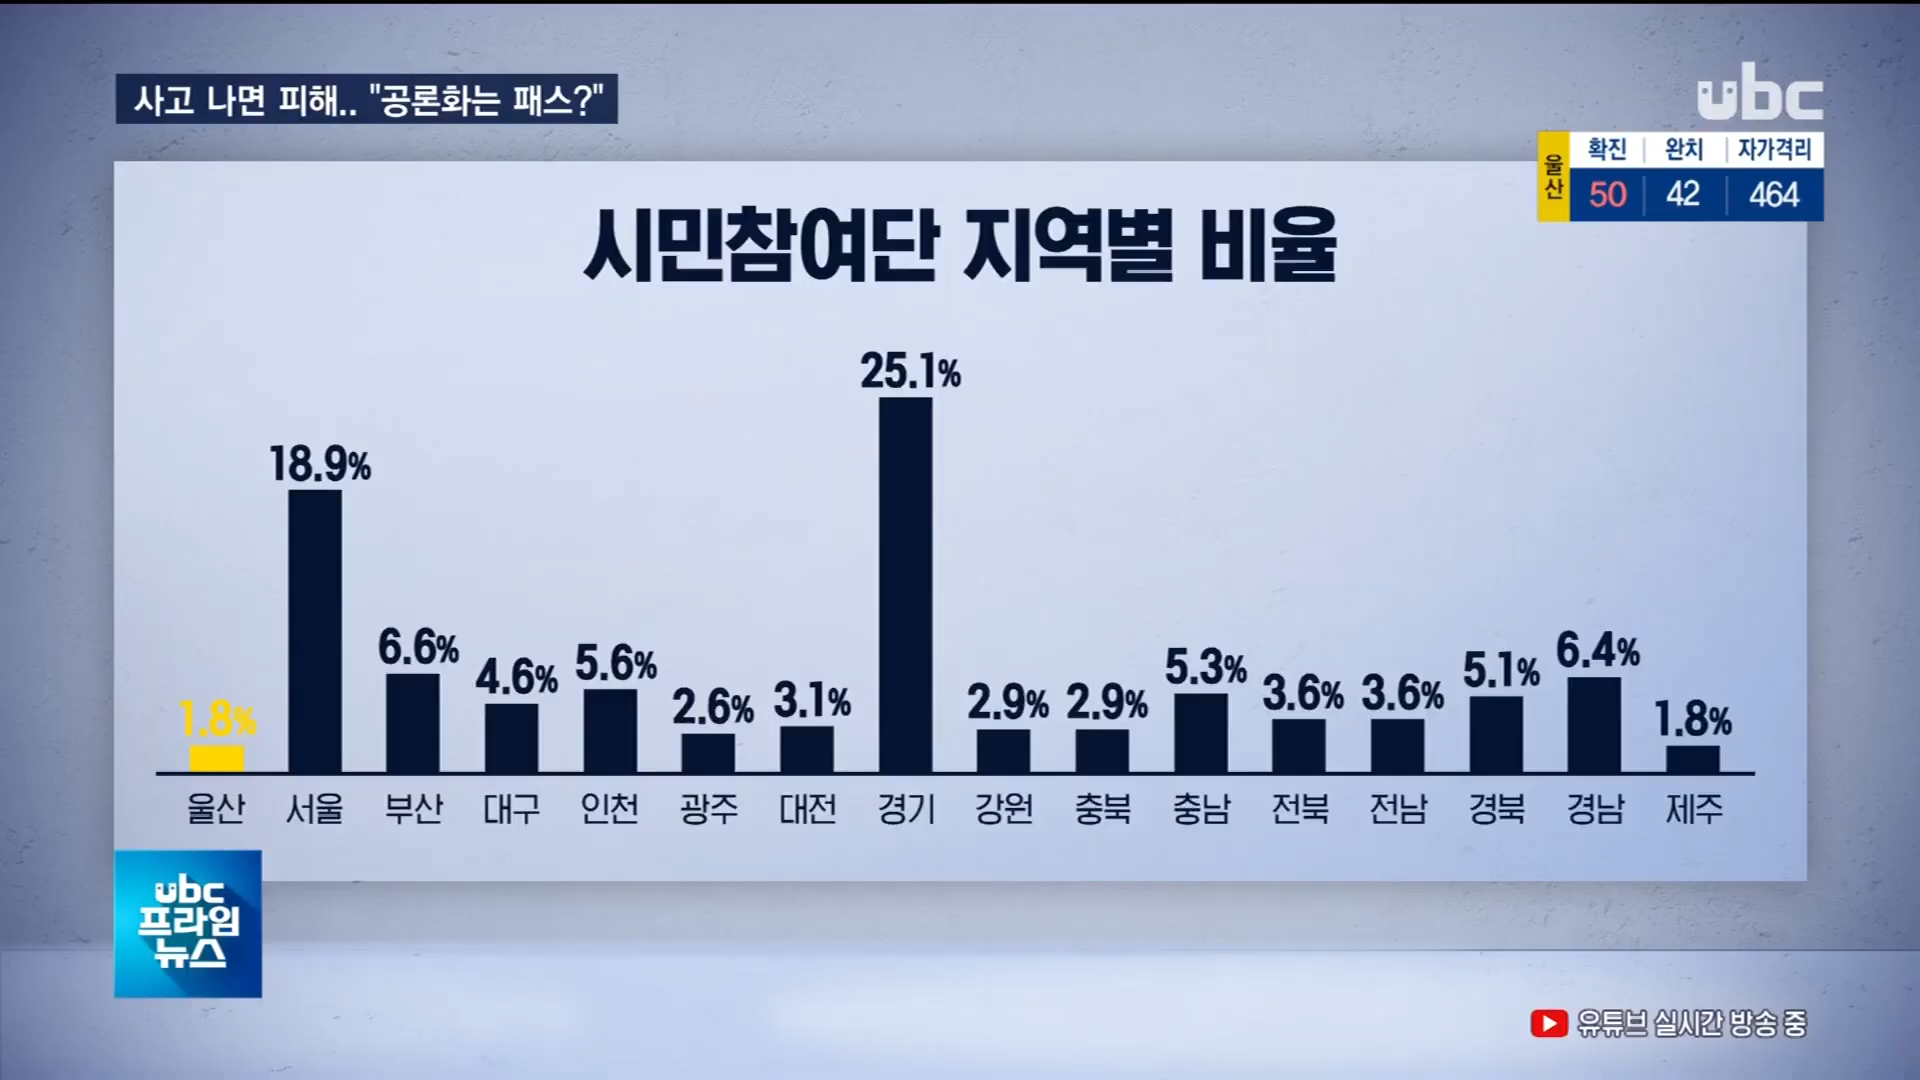 사고 나면 피해.. "공론화는 패스?"
ubc
울산
확진 완치 자가격리
50 42 464
시민참여단 지역별 비율
1.8% 18.9% 6.6% 4.6% 5.6% 2.6% 3.1% 25.1% 2.9% 2.9% 5.3% 3.6% 3.6% 5.1% 6.4% 1.8%
울산 서울 부산 대구 인천 광주 대전 경기 강원 충북 충남 전북 전남 경북 경남 제주
ubc
프라임
뉴스
유튜브 실시간 방송 중